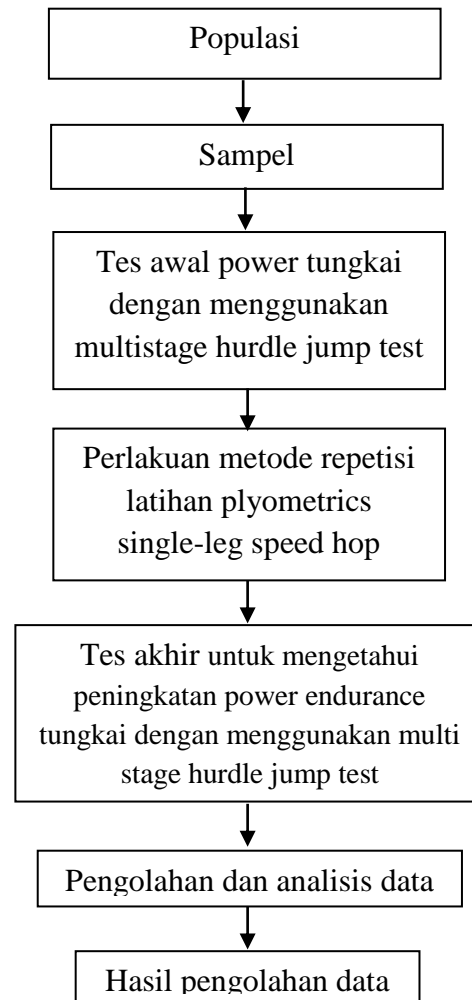 Populasi
Sampel
Tes awal power tungkai
dengan menggunakan
multistage hurdle jump test
Perlakuan metode repetisi
latihan plyometrics
single-leg speed hop
Tes akhir untuk mengetahui
peningkatan power endurance
tungkai dengan menggunakan multi
stage hurdle jump test
Pengolahan dan analisis data
Hasil pengolahan data